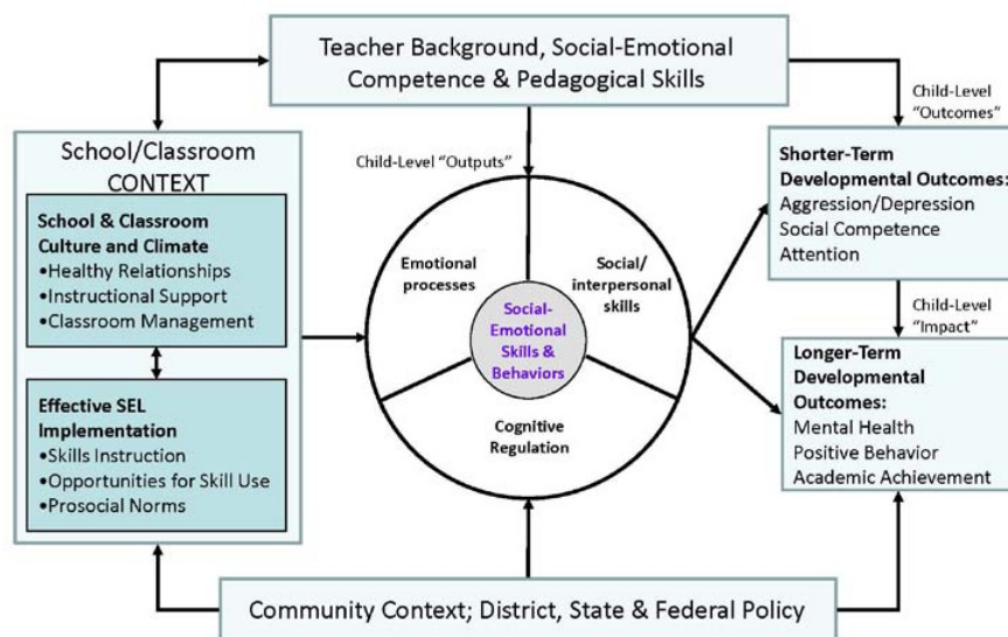 Teacher Background, Social-Emotional
Competence & Pedagogical Skills
Child-Level
"Outcomes"
School/Classroom
CONTEXT
School & Classroom
Culture and Climate
•Healthy Relationships
•Instructional Support
•Classroom Management
Effective SEL
Implementation
•Skills Instruction
•Opportunities for Skill Use
•Prosocial Norms
Child-Level "Outputs"
Emotional
processes
Social/
interpersonal
skills
Social-
Emotional
Skills &
Behaviors
Cognitive
Regulation
Shorter-Term
Developmental Outcomes:
Aggression/Depression
Social Competence
Attention
Child-Level
"Impact"
Longer-Term
Developmental
Outcomes:
Mental Health
Positive Behavior
Academic Achievement
Community Context; District, State & Federal Policy